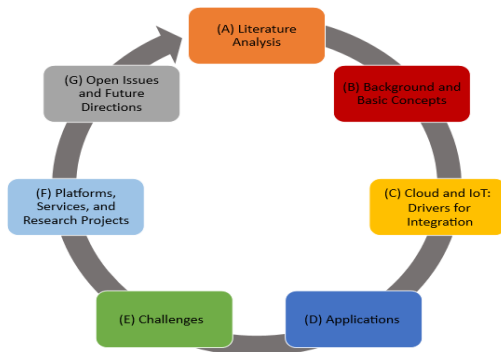 (A) Literature
Analysis
(B) Background and
Basic Concepts
(C) Cloud and IoT:
Drivers for
Integration
(D) Applications
(E) Challenges
(F) Platforms,
Services, and
Research Projects
(G) Open Issues
and Future
Directions